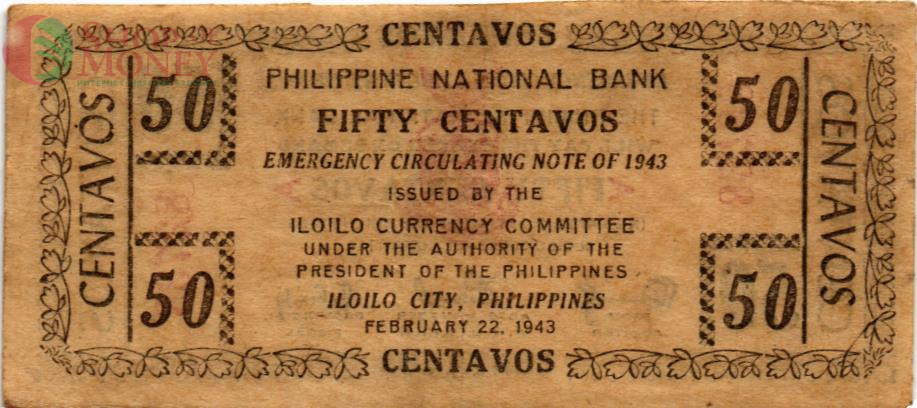 CENTAVOS
50
PHILIPPINE NATIONAL BANK
50
FIFTY CENTAVOS
EMERGENCY CIRCULATING NOTE OF 1943
ISSUED BY THE
ILOILO CURRENCY COMMITTEE
UNDER THE AUTHORITY OF THE
PRESIDENT OF THE PHILIPPINES
50
ILOILO CITY, PHILIPPINES
50
FEBRUARY 22, 1943
CENTAVOS
CENTAVOS
CENTAVOS
MONEY